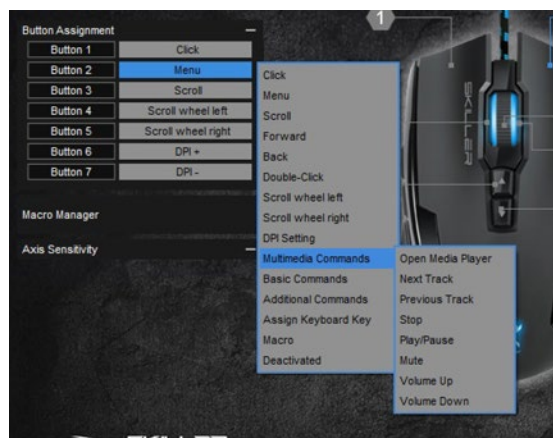 Button Assignment
Button 1 Click
Button 2 Menu
Button 3 Scroll
Button 4 Scroll wheel left
Button 5 Scroll wheel right
Button 6 DPI +
Button 7 DPI -
Macro Manager
Axis Sensitivity
1
Click
Menu
Scroll
Forward
Back
Double-Click
Scroll wheel left
Scroll wheel right
DPI Setting
Multimedia Commands
Basic Commands
Additional Commands
Assign Keyboard Key
Macro
Deactivated
Open Media Player
Next Track
Previous Track
Stop
Play/Pause
Mute
Volume Up
Volume Down
SKILLER